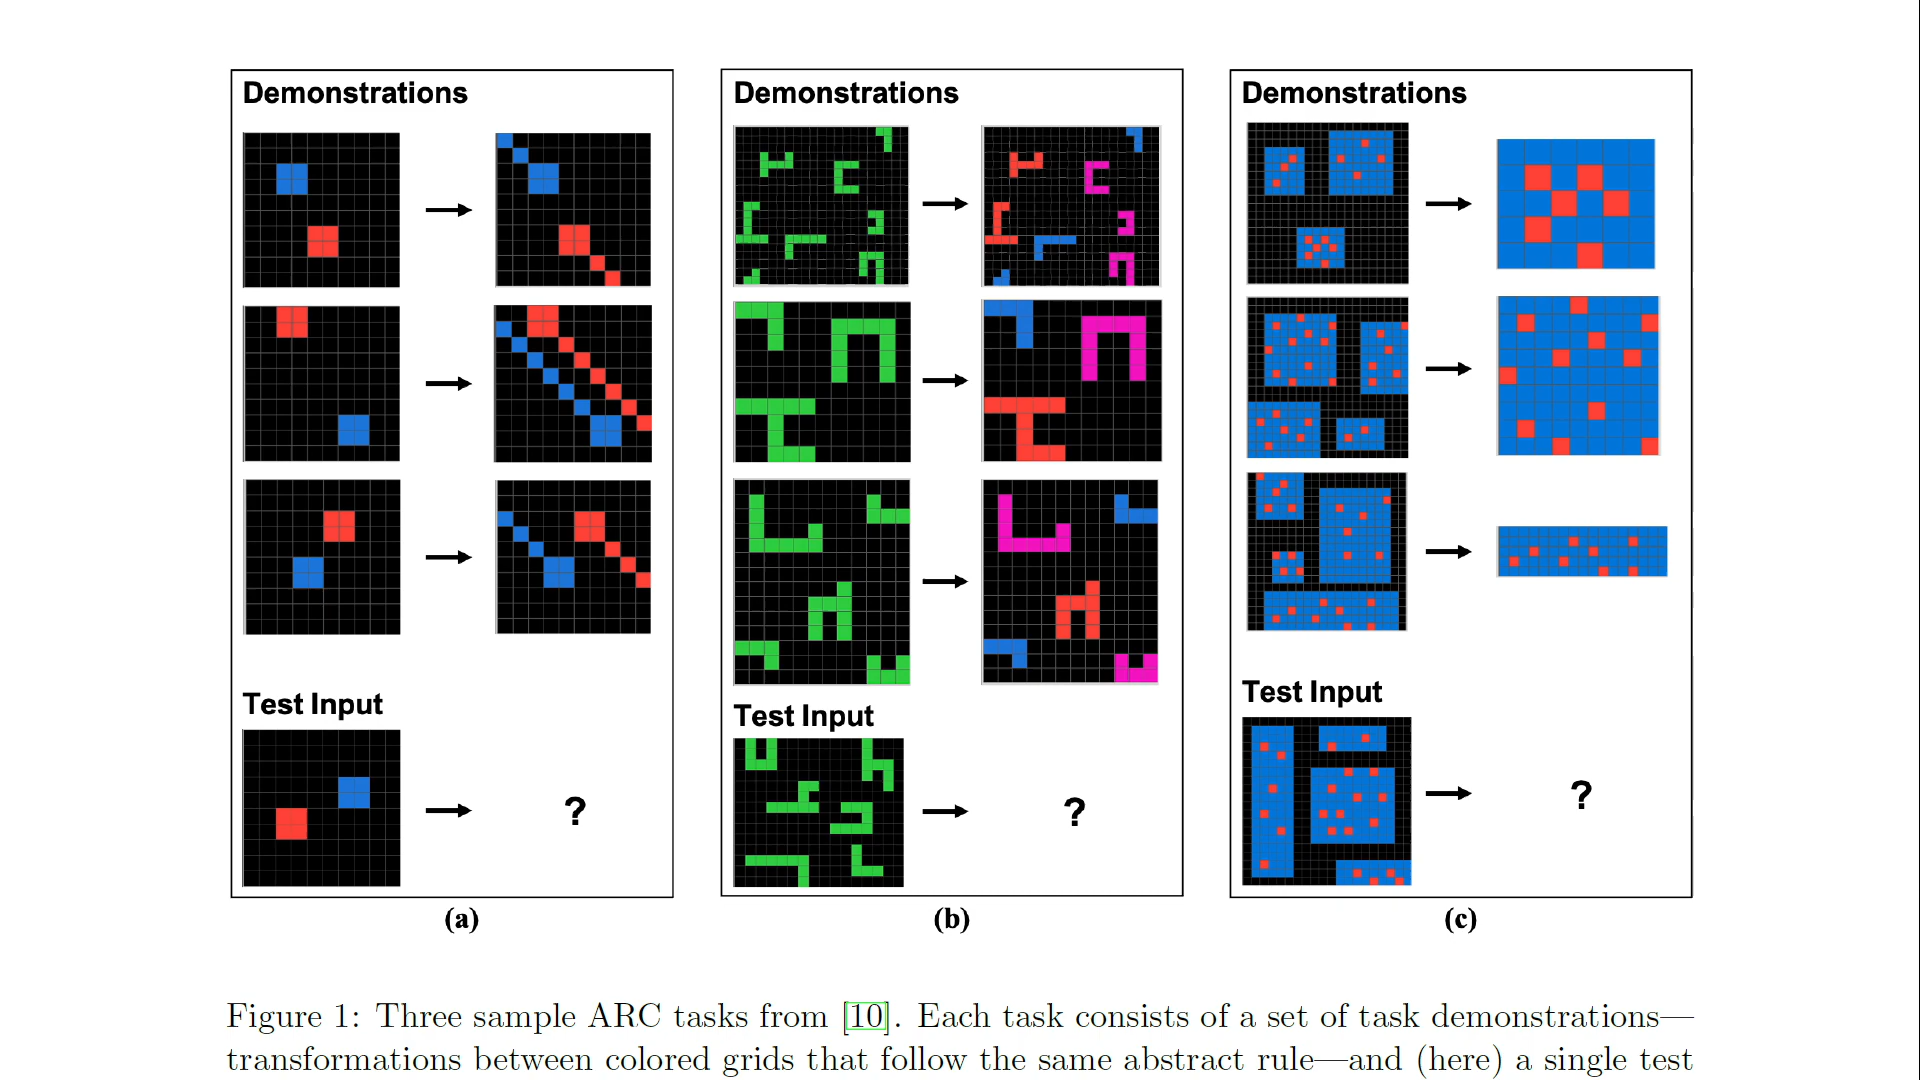 Demonstrations
Test Input
?
(a)
Demonstrations
Test Input
?
(b)
Demonstrations
Test Input
?
(c)
Figure 1: Three sample ARC tasks from [10]. Each task consists of a set of task demonstrations—
transformations between colored grids that follow the same abstract rule—and (here) a single test